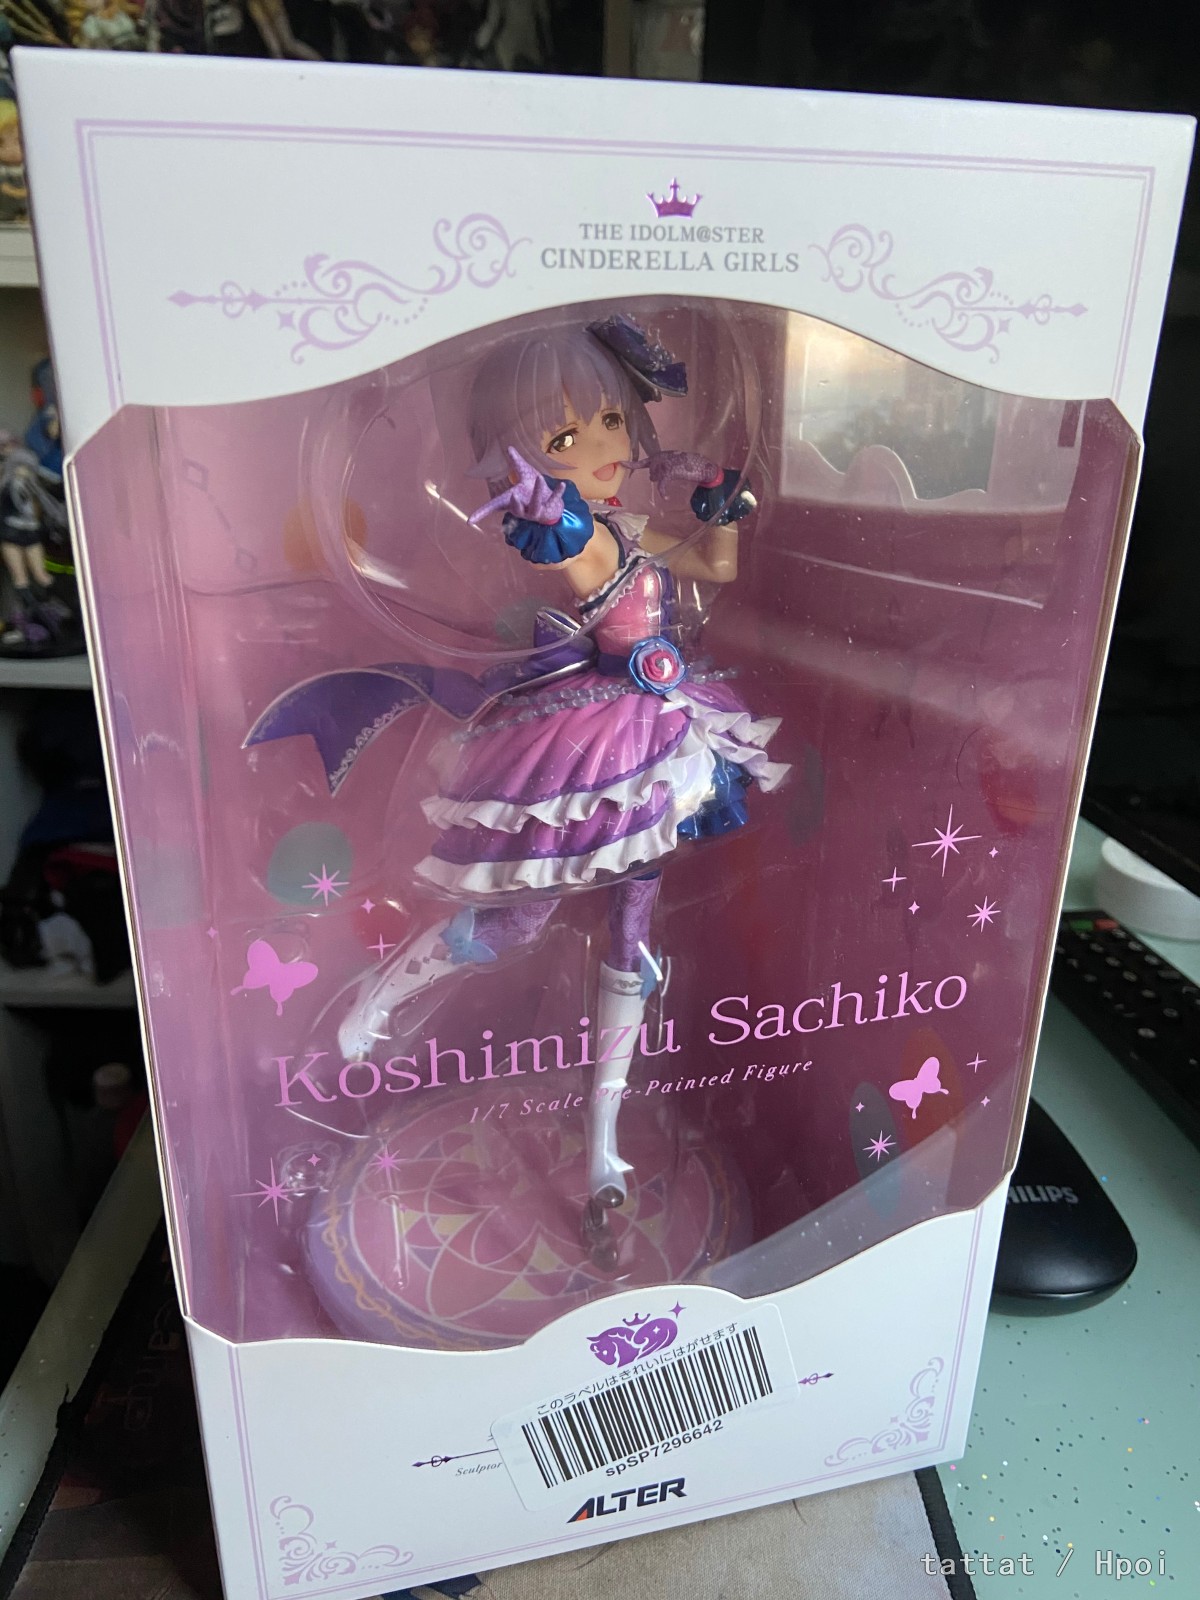 THE IDOLM@STER
CINDERELLA GIRLS
Koshimizu Sachiko
1/7 Scale Pre-Painted Figure
PHILIPS
このラベルはきれいにはがせます
spSP7296642
Sculptor
ALTER
tattat / Hpoi